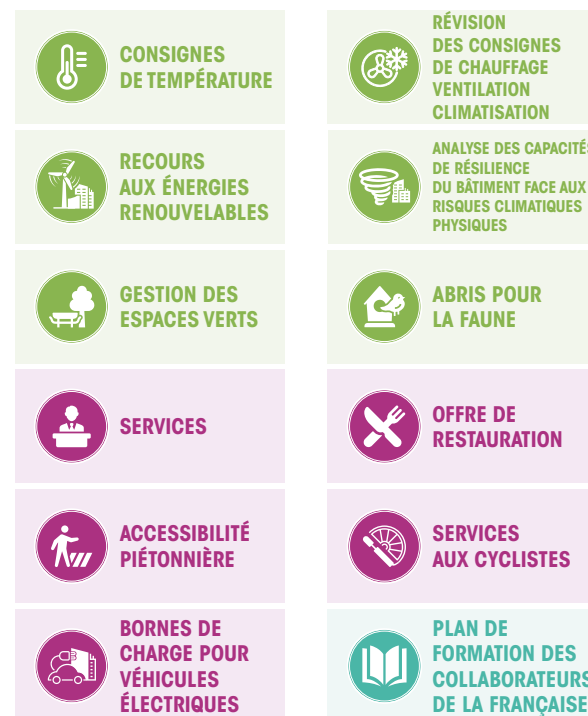 CONSIGNES
DE TEMPÉRATURE
RÉVISION
DES CONSIGNES
DE CHAUFFAGE
VENTILATION
CLIMATISATION
RECOURS
AUX ÉNERGIES
RENOUVELABLES
ANALYSE DES CAPACITÉS
DE RÉSILIENCE
DU BÂTIMENT FACE AUX
RISQUES CLIMATIQUES
PHYSIQUES
GESTION DES
ESPACES VERTS
ABRIS POUR
LA FAUNE
SERVICES
OFFRE DE
RESTAURATION
ACCESSIBILITÉ
PIÉTONNIÈRE
SERVICES
AUX CYCLISTES
BORNES DE
CHARGE POUR
VÉHICULES
ÉLECTRIQUES
PLAN DE
FORMATION DES
COLLABORATEURS
DE LA FRANÇAISE